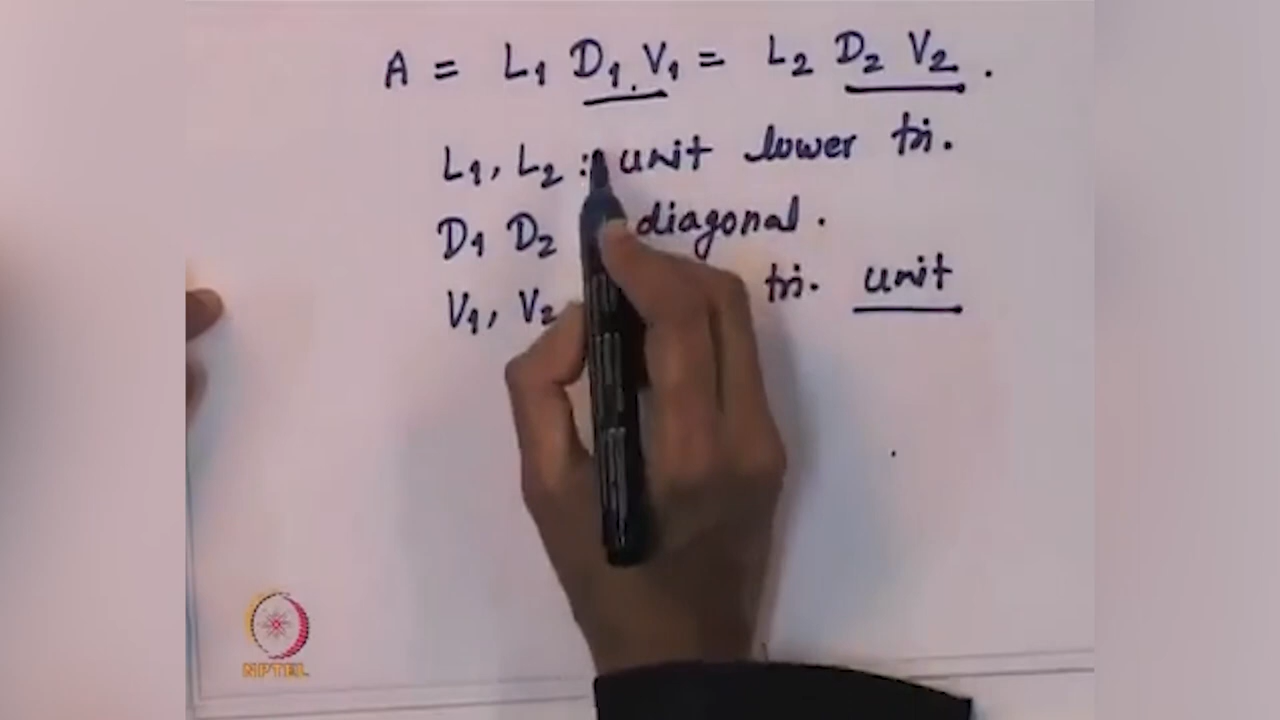 A = L₁ D₁ V₁ = L₂ D₂ V₂ .
L₁, L₂ : unit lower tri.
D₁ D₂ diagonal .
V₁, V₂ tri. unit
NPTEL